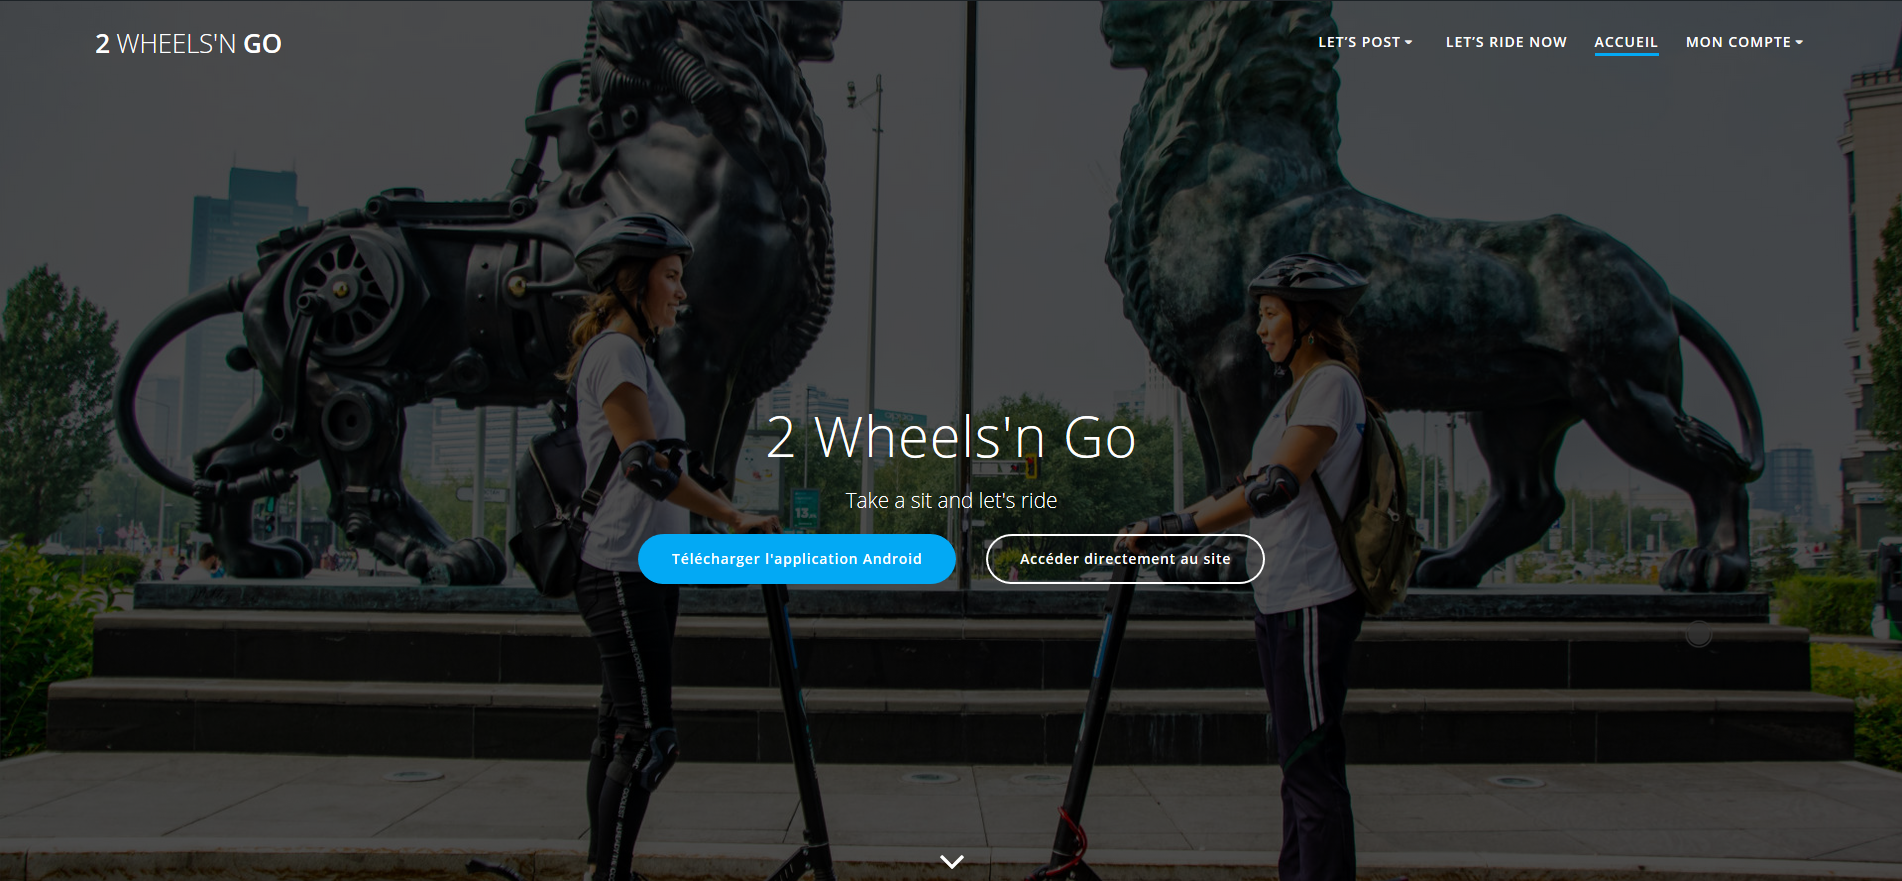 2 WHEELS'N GO
LET'S POST
LET'S RIDE NOW
ACCUEIL
MON COMPTE
2 Wheels'n Go
Take a sit and let's ride
13
Télécharger l'application Android
Accéder directement au site